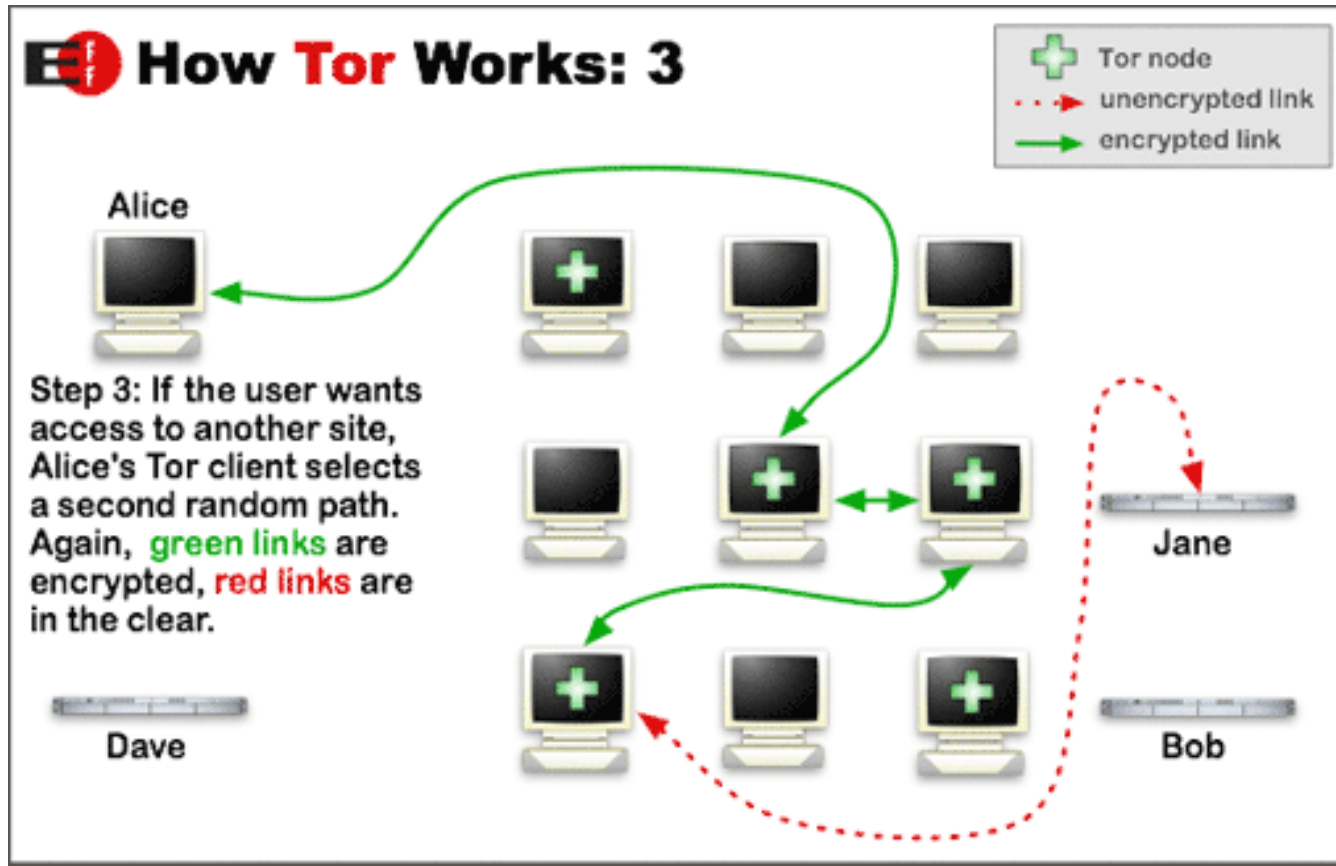 EFF How Tor Works: 3
Tor node
unencrypted link
encrypted link
Alice
Step 3: If the user wants
access to another site,
Alice's Tor client selects
a second random path.
Again, green links are
encrypted, red links are
in the clear.
Jane
Dave
Bob